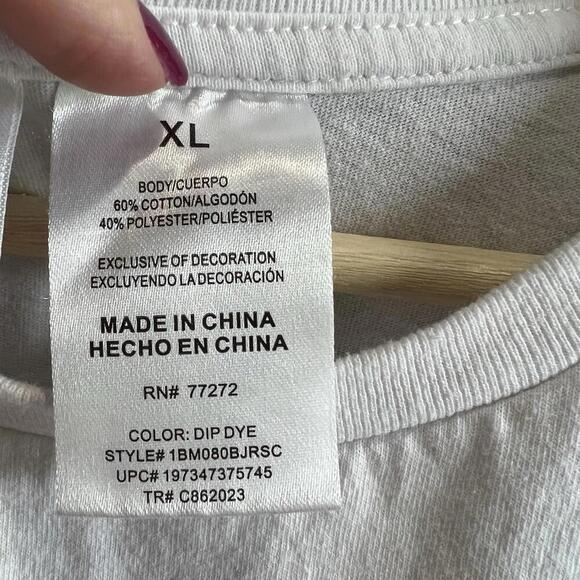 XL
BODY/CUERPO
60% COTTON/ALGODÓN
40% POLYESTER/POLIÉSTER
EXCLUSIVE OF DECORATION
EXCLUYENDO LA DECORACIÓN
MADE IN CHINA
HECHO EN CHINA
RN# 77272
COLOR: DIP DYE
STYLE# 1BM080BJRSC
UPC# 197347375745
TR# C862023